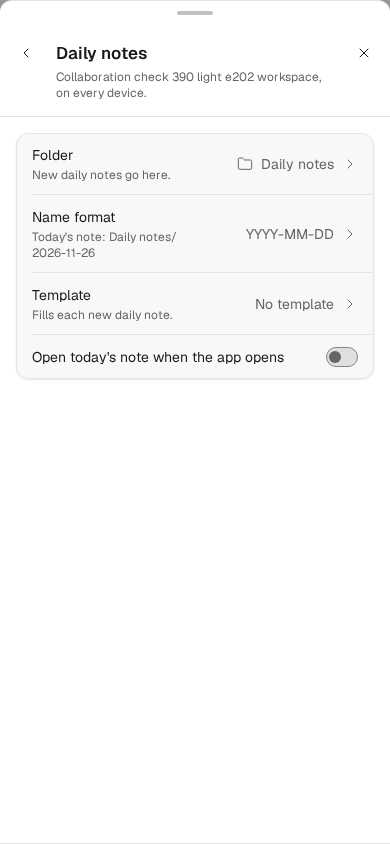 Daily notes
Collaboration check 390 light e202 workspace,
on every device.
Folder
New daily notes go here.
Daily notes
Name format
Today's note: Daily notes/
2026-11-26
YYYY-MM-DD
Template
Fills each new daily note.
No template
Open today's note when the app opens